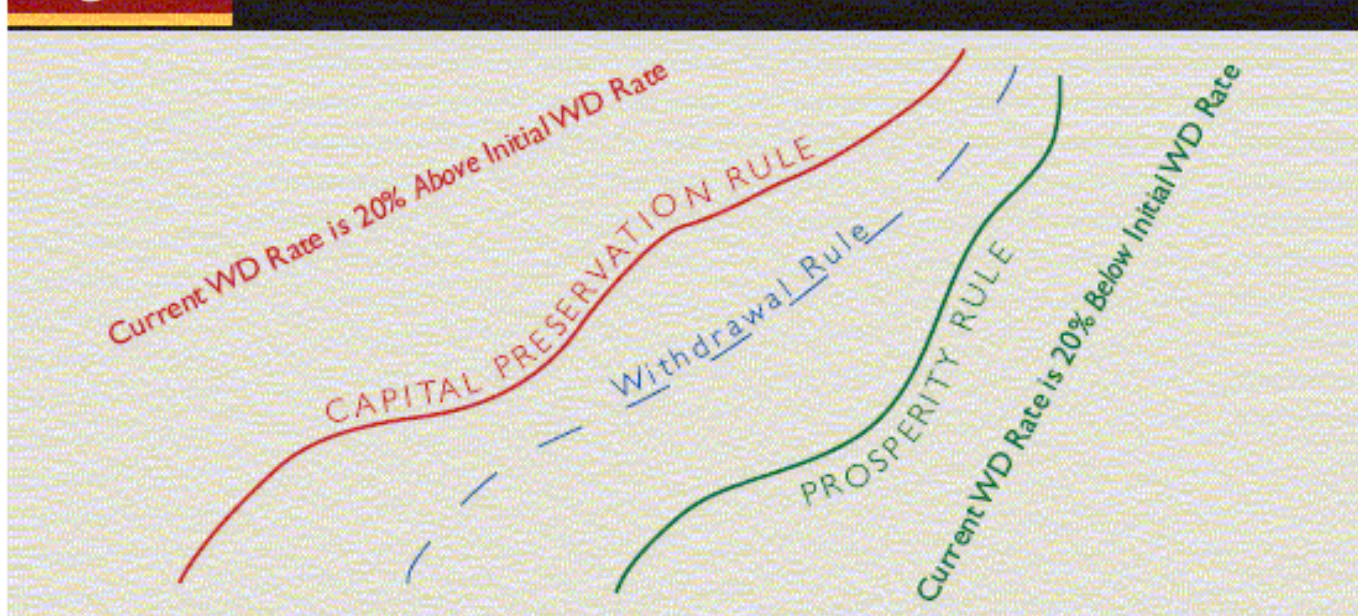 Current WD Rate is 20% Above Initial WD Rate
CAPITAL PRESERVATION RULE
Withdrawal Rule
PROSPERITY RULE
Current WD Rate is 20% Below Initial WD Rate